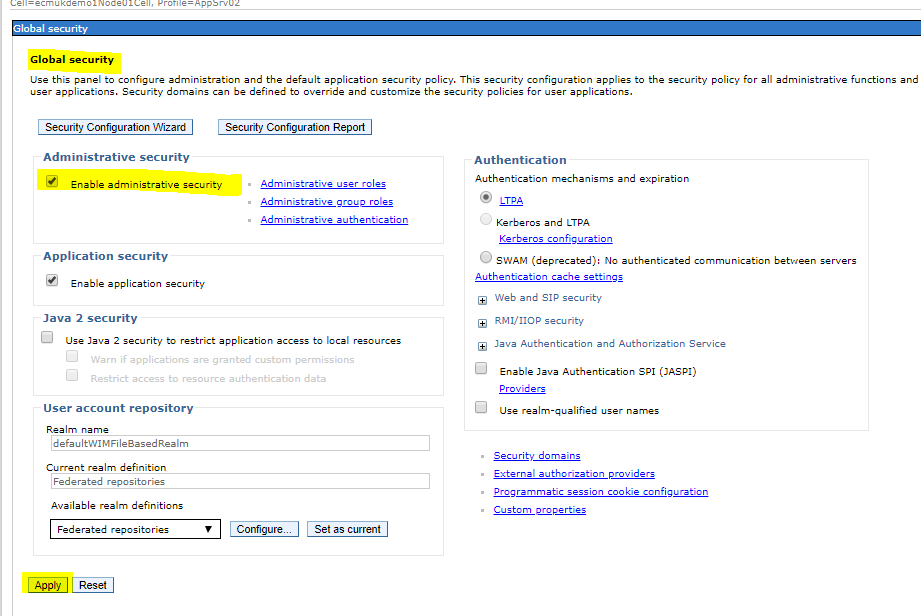 Cell=ecmukdemo1Node01Cell, Profile=AppSrv02
Global security
Global security
Use this panel to configure administration and the default application security policy. This security configuration applies to the security policy for all administrative functions and
user applications. Security domains can be defined to override and customize the security policies for user applications.
Security Configuration Wizard
Security Configuration Report
Administrative security
Enable administrative security
Administrative user roles
Administrative group roles
Administrative authentication
Application security
Enable application security
Java 2 security
Use Java 2 security to restrict application access to local resources
Warn if applications are granted custom permissions
Restrict access to resource authentication data
User account repository
Realm name
defaultWIMFileBasedRealm
Current realm definition
Federated repositories
Available realm definitions
Federated repositories
Configure...
Set as current
Authentication
Authentication mechanisms and expiration
LTPA
Kerberos and LTPA
Kerberos configuration
SWAM (deprecated): No authenticated communication between servers
Authentication cache settings
Web and SIP security
RMI/IIOP security
Java Authentication and Authorization Service
Enable Java Authentication SPI (JASPI)
Providers
Use realm-qualified user names
Security domains
External authorization providers
Programmatic session cookie configuration
Custom properties
Apply
Reset